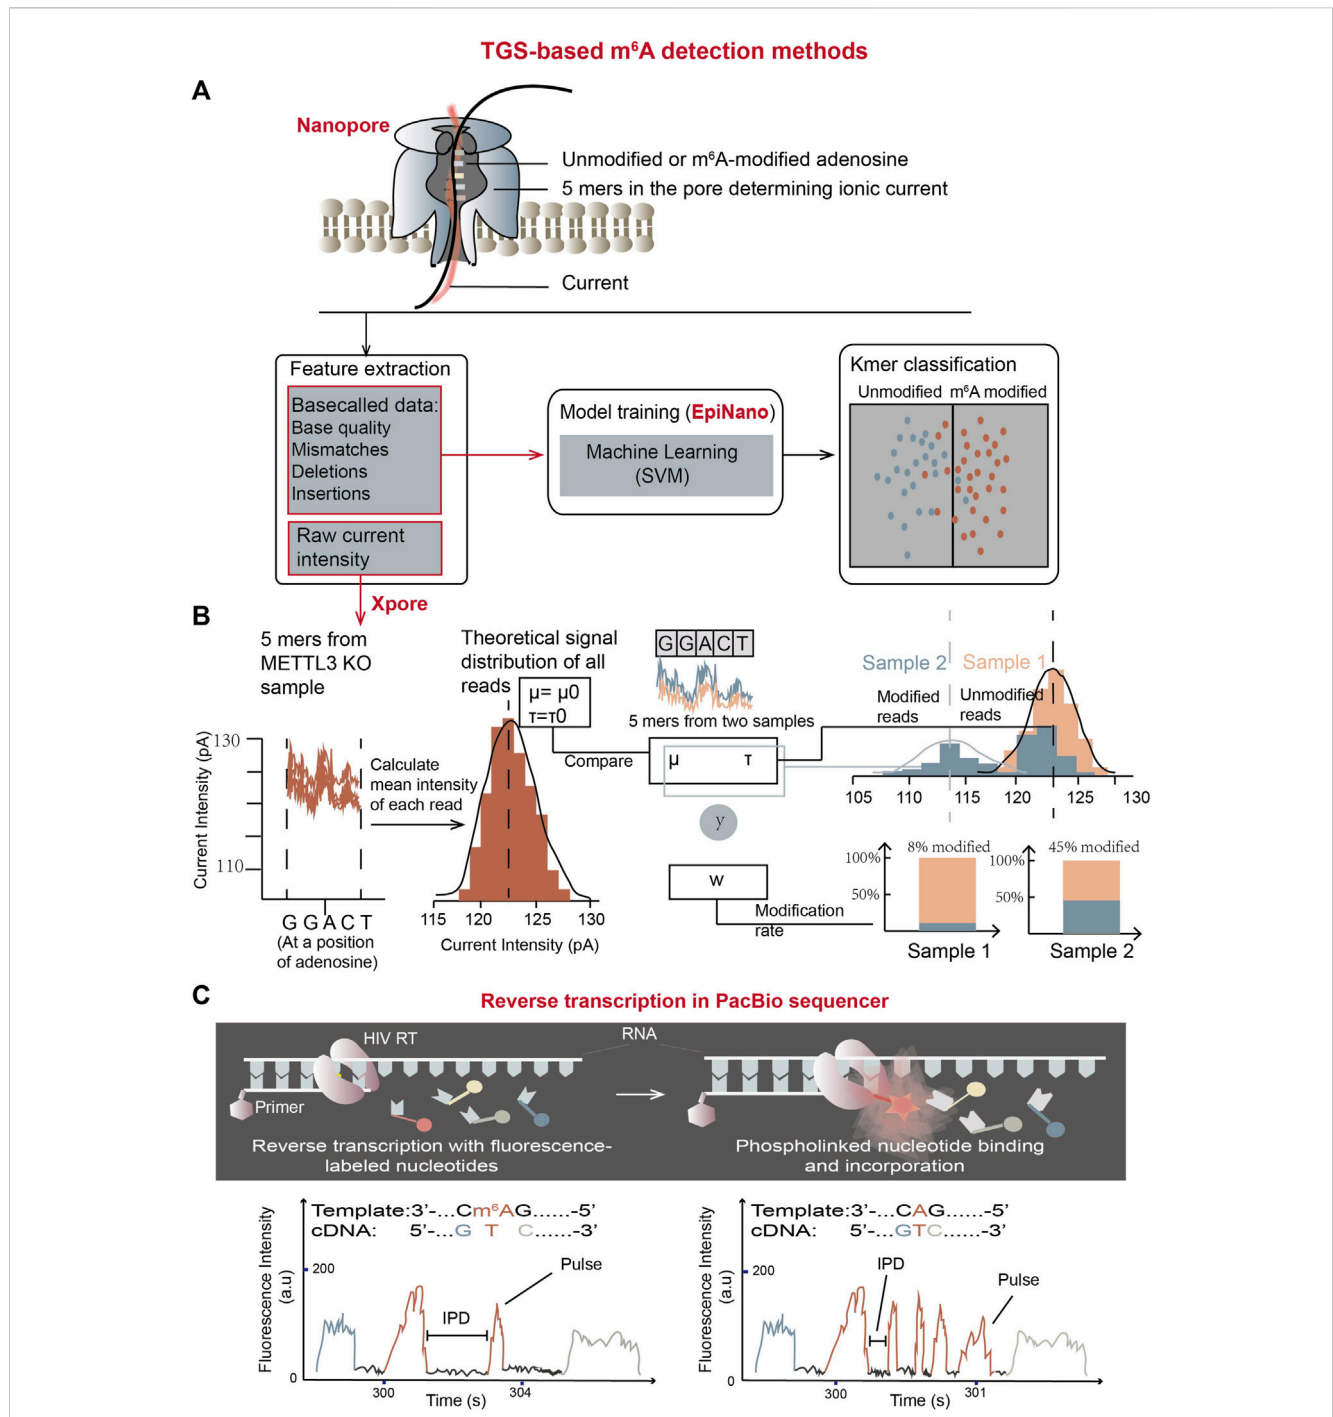 TGS-based m⁶A detection methods
A
Nanopore
Unmodified or m⁶A-modified adenosine
5 mers in the pore determining ionic current
Current
Feature extraction
Basecalled data:
Base quality
Mismatches
Deletions
Insertions
Raw current
intensity
Model training (EpiNano)
Machine Learning
(SVM)
Kmer classification
Unmodified m⁶A modified
Xpore
B
5 mers from
METTL3 KO
sample
Current Intensity (pA)
130
110
G G A C T
(At a position
of adenosine)
Calculate
mean intensity
of each read
Theoretical signal
distribution of all
reads
μ= μ0
τ=τ0
115 120 125 130
Current Intensity (pA)
Compare
G G A C T
5 mers from two samples
μ τ
y
w
Modification
rate
Sample 2 Sample 1
Modified
reads
Unmodified
reads
105 110 115 120 125 130
8% modified
100%
50%
Sample 1
45% modified
100%
50%
Sample 2
C
Reverse transcription in PacBio sequencer
HIV RT
RNA
Primer
Reverse transcription with fluorescence-
labeled nucleotides
Phospholinked nucleotide binding
and incorporation
Template:3’-...Cm⁶AG......-5’
cDNA: 5’-...G T C......-3’
Fluorescence Intensity
(a.u)
200
0
IPD
Pulse
300 304
Time (s)
Template:3’-...CAG......-5’
cDNA: 5’-...GTC......-3’
Fluorescence Intensity
(a.u)
200
0
IPD
Pulse
300 301
Time (s)